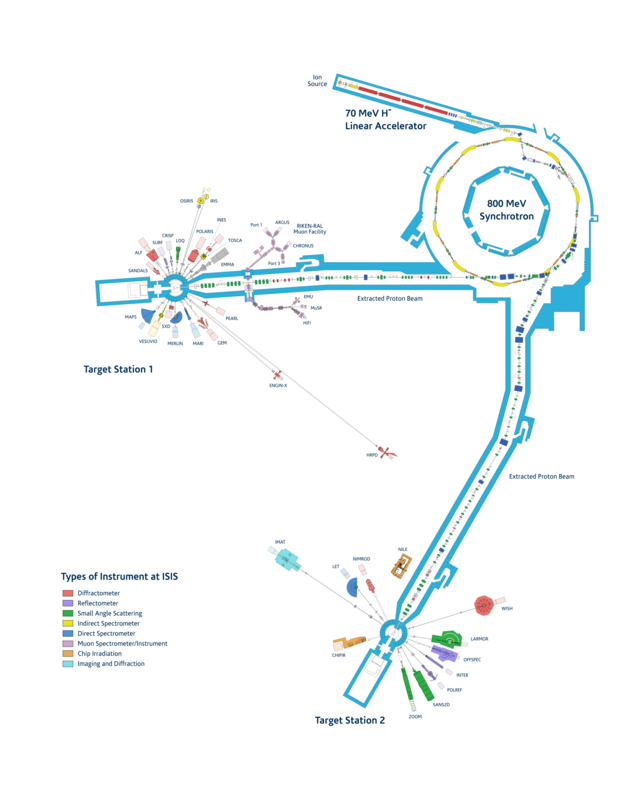 Ion
Source
70 MeV H⁻
Linear Accelerator
800 MeV
Synchrotron
OSIRIS
IRIS
INES
POLARIS
TOSCA
CRISP
SURF
LOQ
ALF
EMMA
SANDALS
Port 1
ARGUS
RIKEN-RAL
Muon Facility
CHRONUS
Port 3
Extracted Proton Beam
EMU
MuSR
HIFI
MAPS
SXD
VESUVIO
MERLIN
MARI
GEM
PEARL
Target Station 1
ENGIN-X
HRPD
Extracted Proton Beam
IMAT
NIMROD
LET
NILE
WISH
LARMOR
OFFSPEC
INTER
POLREF
SANS2D
ZOOM
CHIPIR
Target Station 2
Types of Instrument at ISIS
Diffractometer
Reflectometer
Small Angle Scattering
Indirect Spectrometer
Direct Spectrometer
Muon Spectrometer/Instrument
Chip Irradiation
Imaging and Diffraction